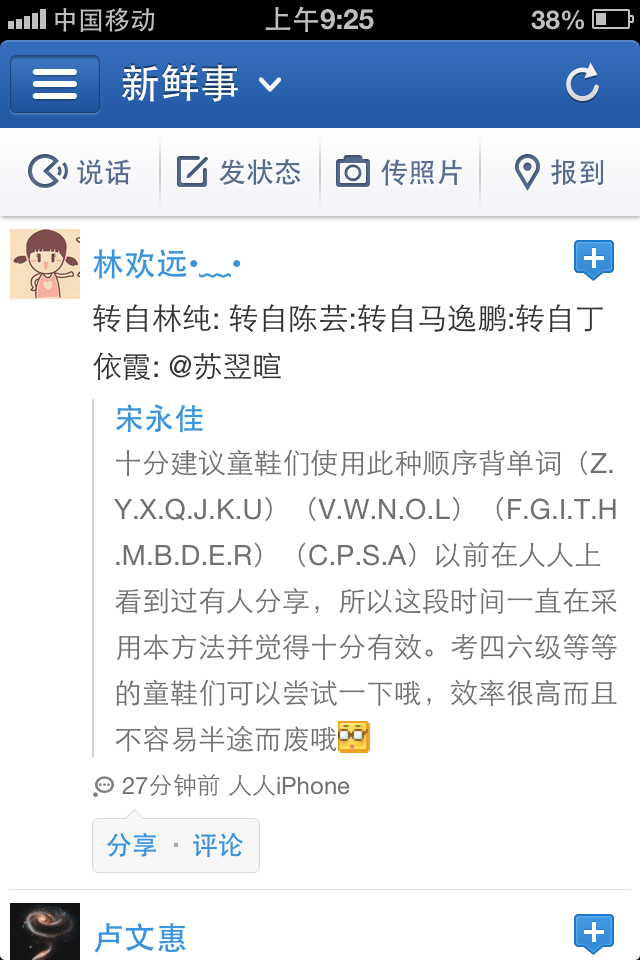 中国移动 上午9:25 38%
新鲜事
说话 发状态 传照片 报到
林欢远•﹏•
转自林纯: 转自陈芸:转自马逸鹏:转自丁
依霞: @苏翌暄
宋永佳
十分建议童鞋们使用此种顺序背单词（Z.
Y.X.Q.J.K.U）（V.W.N.O.L）（F.G.I.T.H
.M.B.D.E.R）（C.P.S.A）以前在人人上
看到过有人分享，所以这段时间一直在采
用本方法并觉得十分有效。考四六级等等
的童鞋们可以尝试一下哦，效率很高而且
不容易半途而废哦
27分钟前 人人iPhone
分享 · 评论
卢文惠